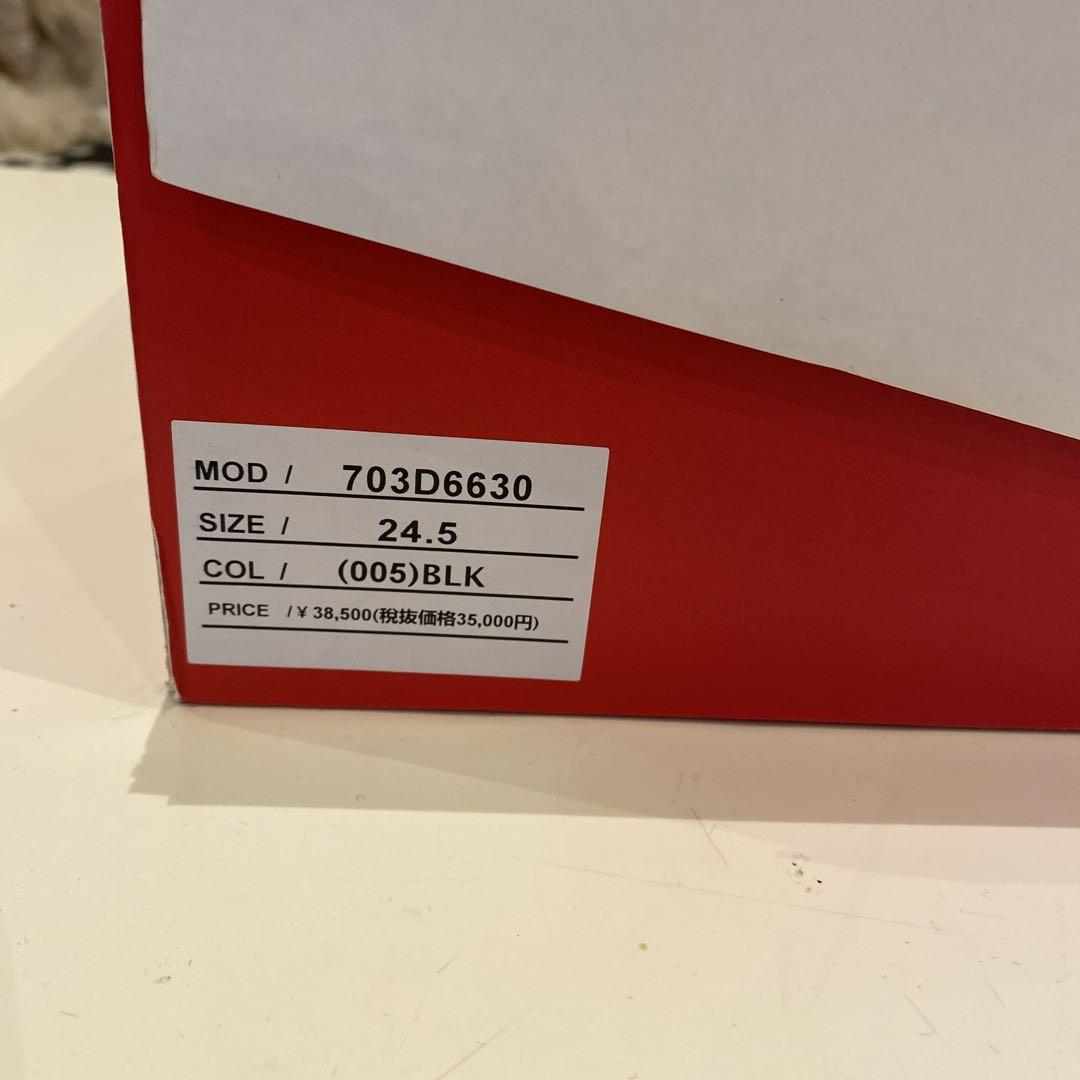 MOD / 703D6630
SIZE / 24.5
COL / (005)BLK
PRICE /¥38,500(税抜価格35,000円)